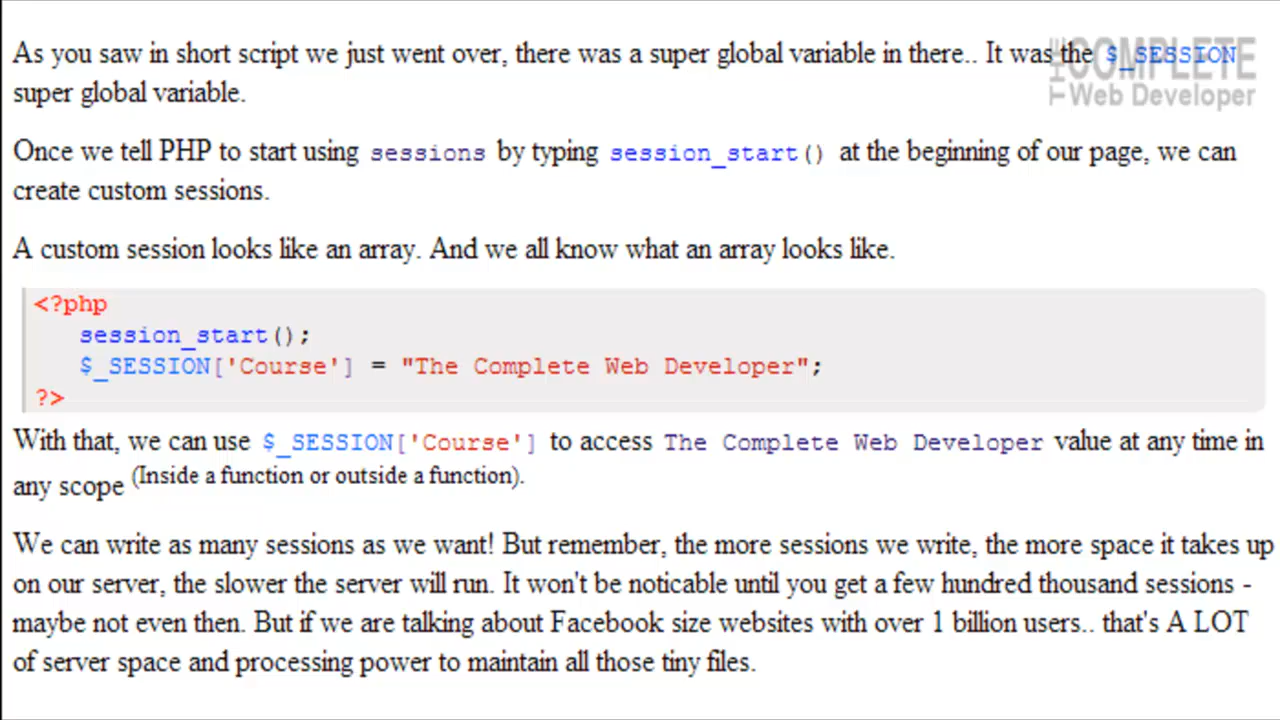 As you saw in short script we just went over, there was a super global variable in there.. It was the $_SESSION
super global variable.
THE COMPLETE
Web Developer
Once we tell PHP to start using sessions by typing session_start() at the beginning of our page, we can
create custom sessions.
A custom session looks like an array. And we all know what an array looks like.
<?php
session_start();
$_SESSION['Course'] = "The Complete Web Developer";
?>
With that, we can use $_SESSION['Course'] to access The Complete Web Developer value at any time in
any scope (Inside a function or outside a function).
We can write as many sessions as we want! But remember, the more sessions we write, the more space it takes up
on our server, the slower the server will run. It won't be noticable until you get a few hundred thousand sessions -
maybe not even then. But if we are talking about Facebook size websites with over 1 billion users.. that's A LOT
of server space and processing power to maintain all those tiny files.